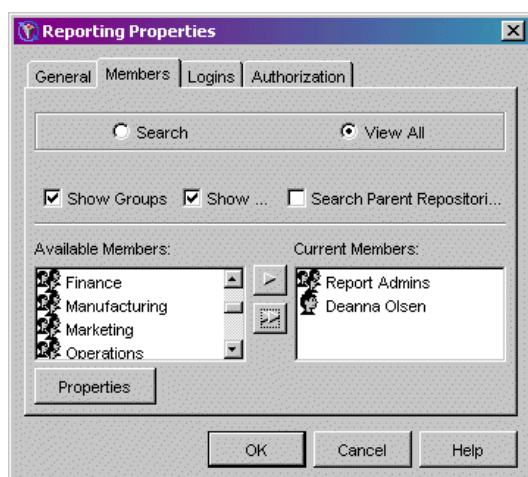 Reporting Properties
General Members Logins Authorization
Search View All
Show Groups Show ... Search Parent Repositori...
Available Members: Current Members:
Finance
Manufacturing
Marketing
Operations
Report Admins
Deanna Olsen
Properties
OK Cancel Help